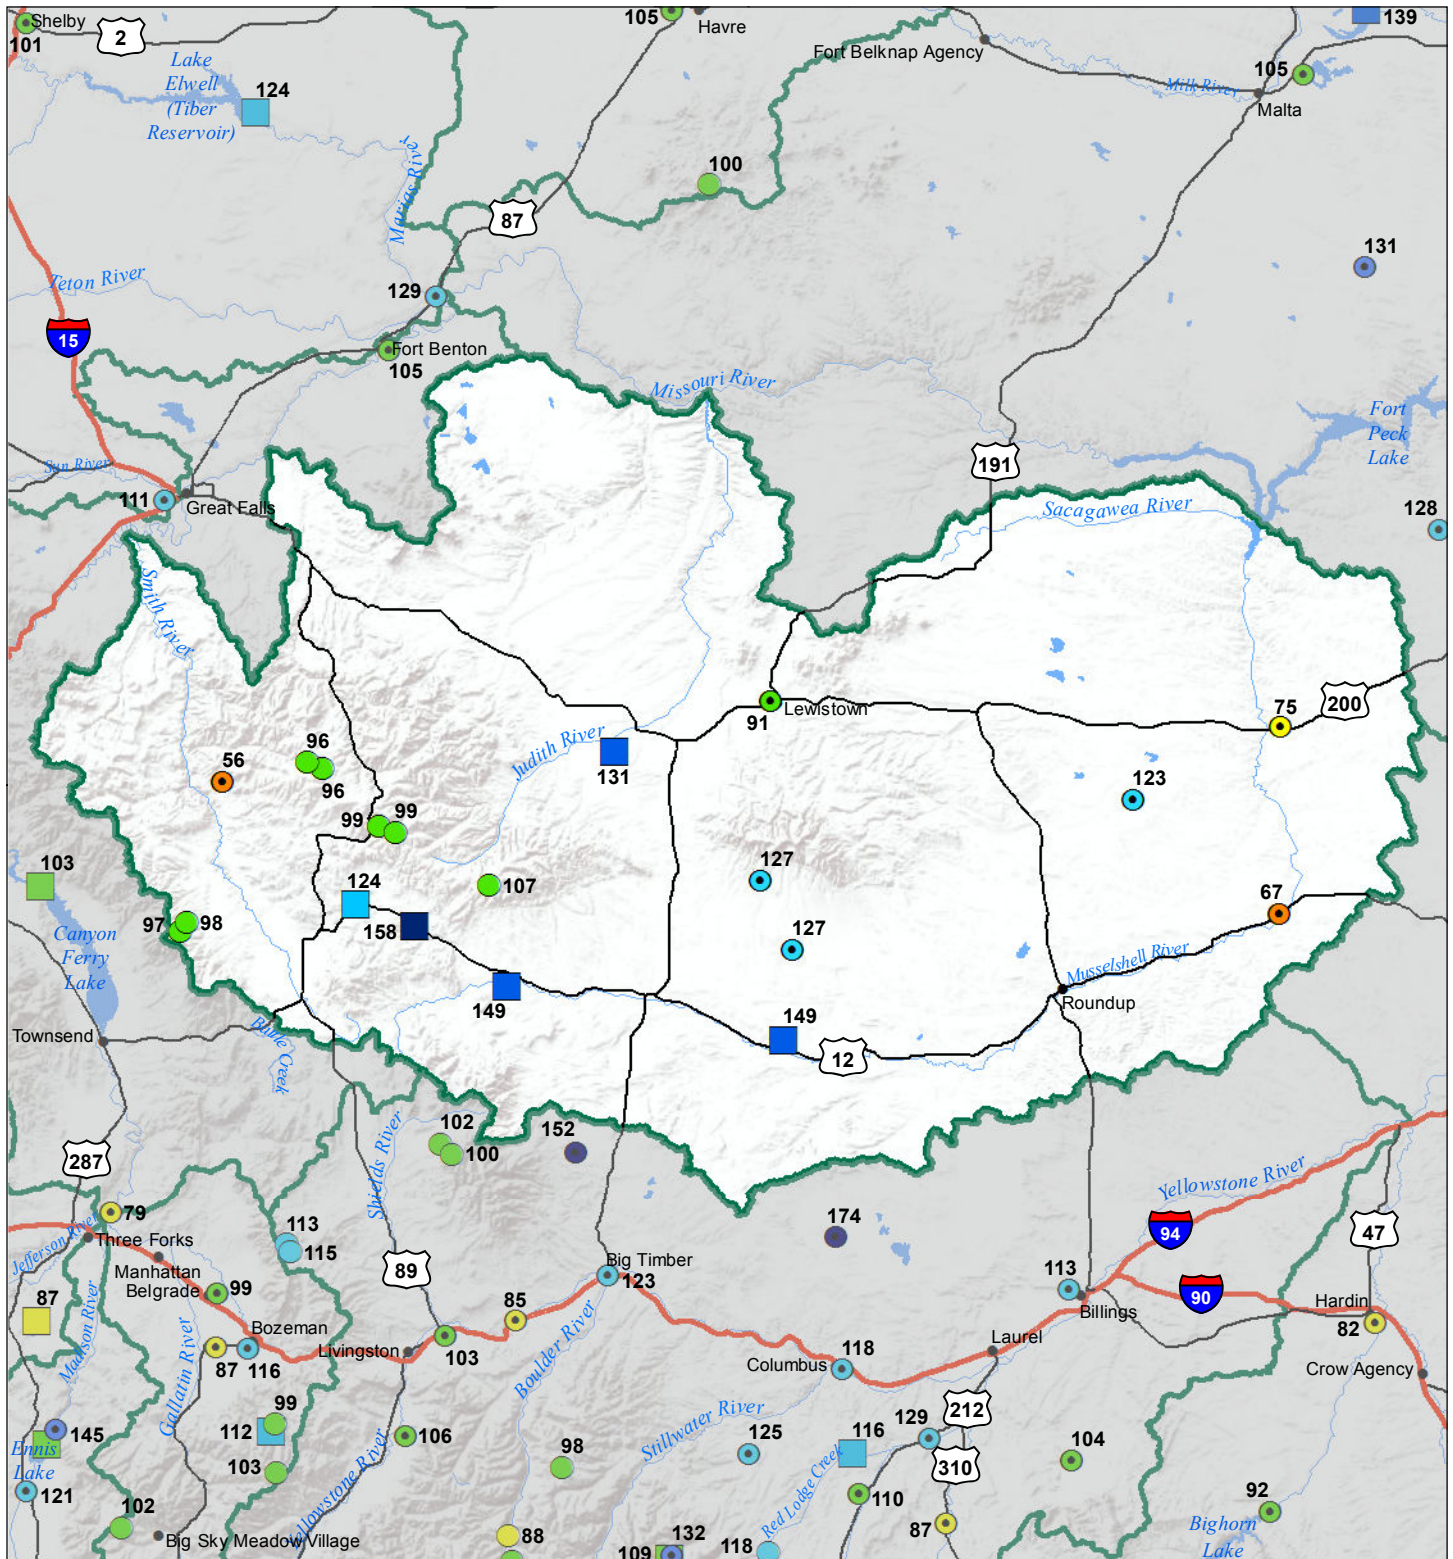 Shelby
101
2
Lake
Elwell
(Tiber
Reservoir)
124
105
Havre
Fort Belknap Agency
139
105
Milk River
Malta
Marias River
87
100
131
Teton River
129
15
Fort Benton
105
Missouri River
Fort
Peck
Lake
Sun River
191
111
Great Falls
Sacagawea River
128
Smith River
75
200
91
Lewistown
Judith River
131
56
96
96
123
99
99
103
124
127
107
67
97
98
158
127
Canyon
Ferry
Lake
Musselshell River
149
Roundup
Townsend
Battle Creek
149
12
Shields River
102
100
152
287
Yellowstone River
79
Jefferson River
Three Forks
113
115
174
94
47
Manhattan
Belgrade
99
89
Big Timber
123
113
Billings
90
Hardin
82
87
Madison River
Bozeman
85
Boulder River
Gallatin River
87
116
Livingston
103
Columbus
118
Laurel
Crow Agency
99
112
145
Ennis
Lake
103
106
98
Stillwater River
125
116
129
212
310
104
121
102
Big Sky Meadow Village
Yellowstone River
88
109
132
118
Red Lodge Creek
110
87
92
Bighorn
Lake